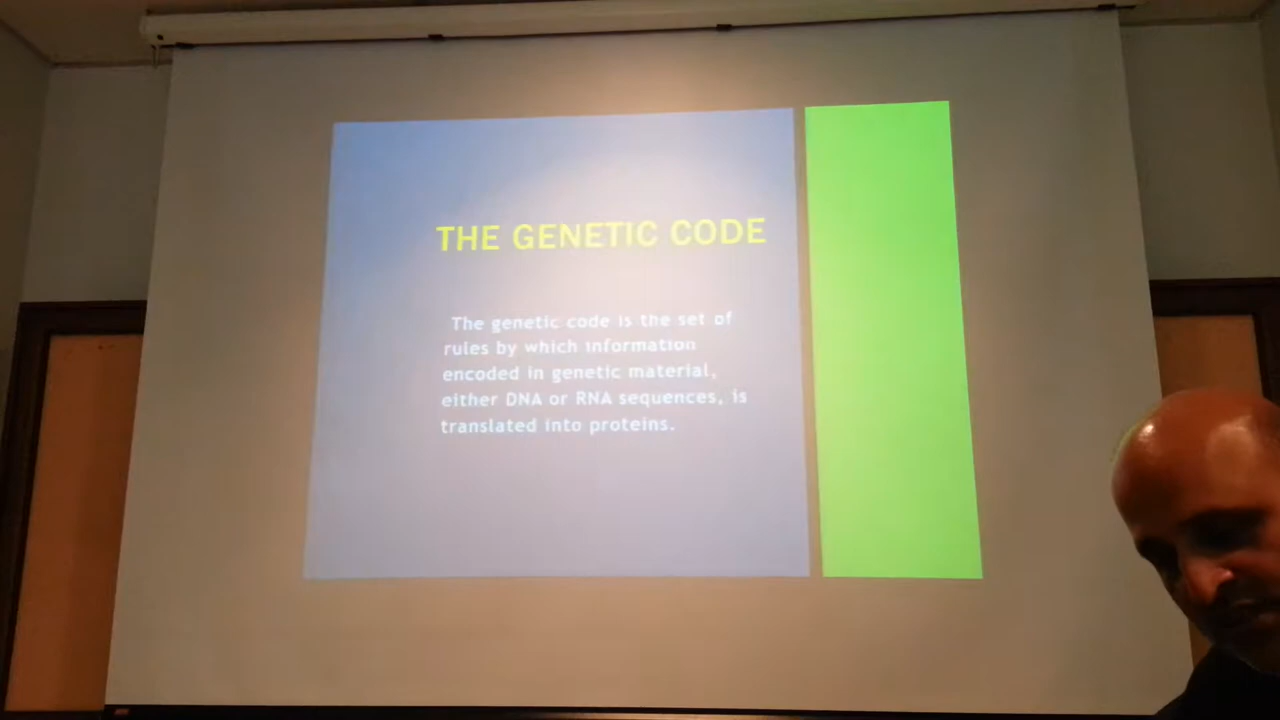 THE GENETIC CODE
The genetic code is the set of
rules by which information
encoded in genetic material,
either DNA or RNA sequences, is
translated into proteins.